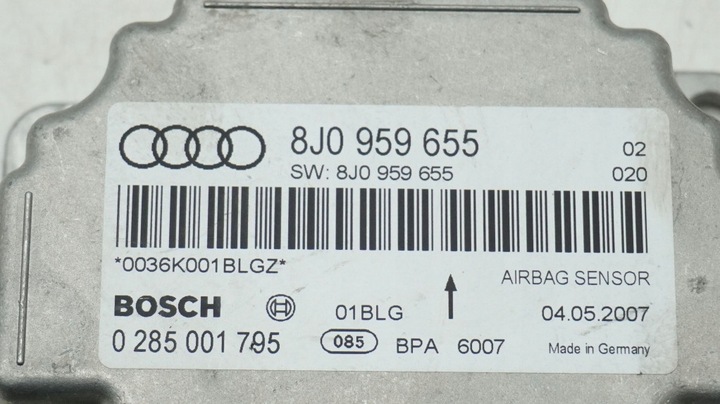 8J0 959 655 02
SW: 8J0 959 655 020
*0036K001BLGZ*
AIRBAG SENSOR
BOSCH 01BLG 04.05.2007
0 285 001 795 085 BPA 6007 Made in Germany